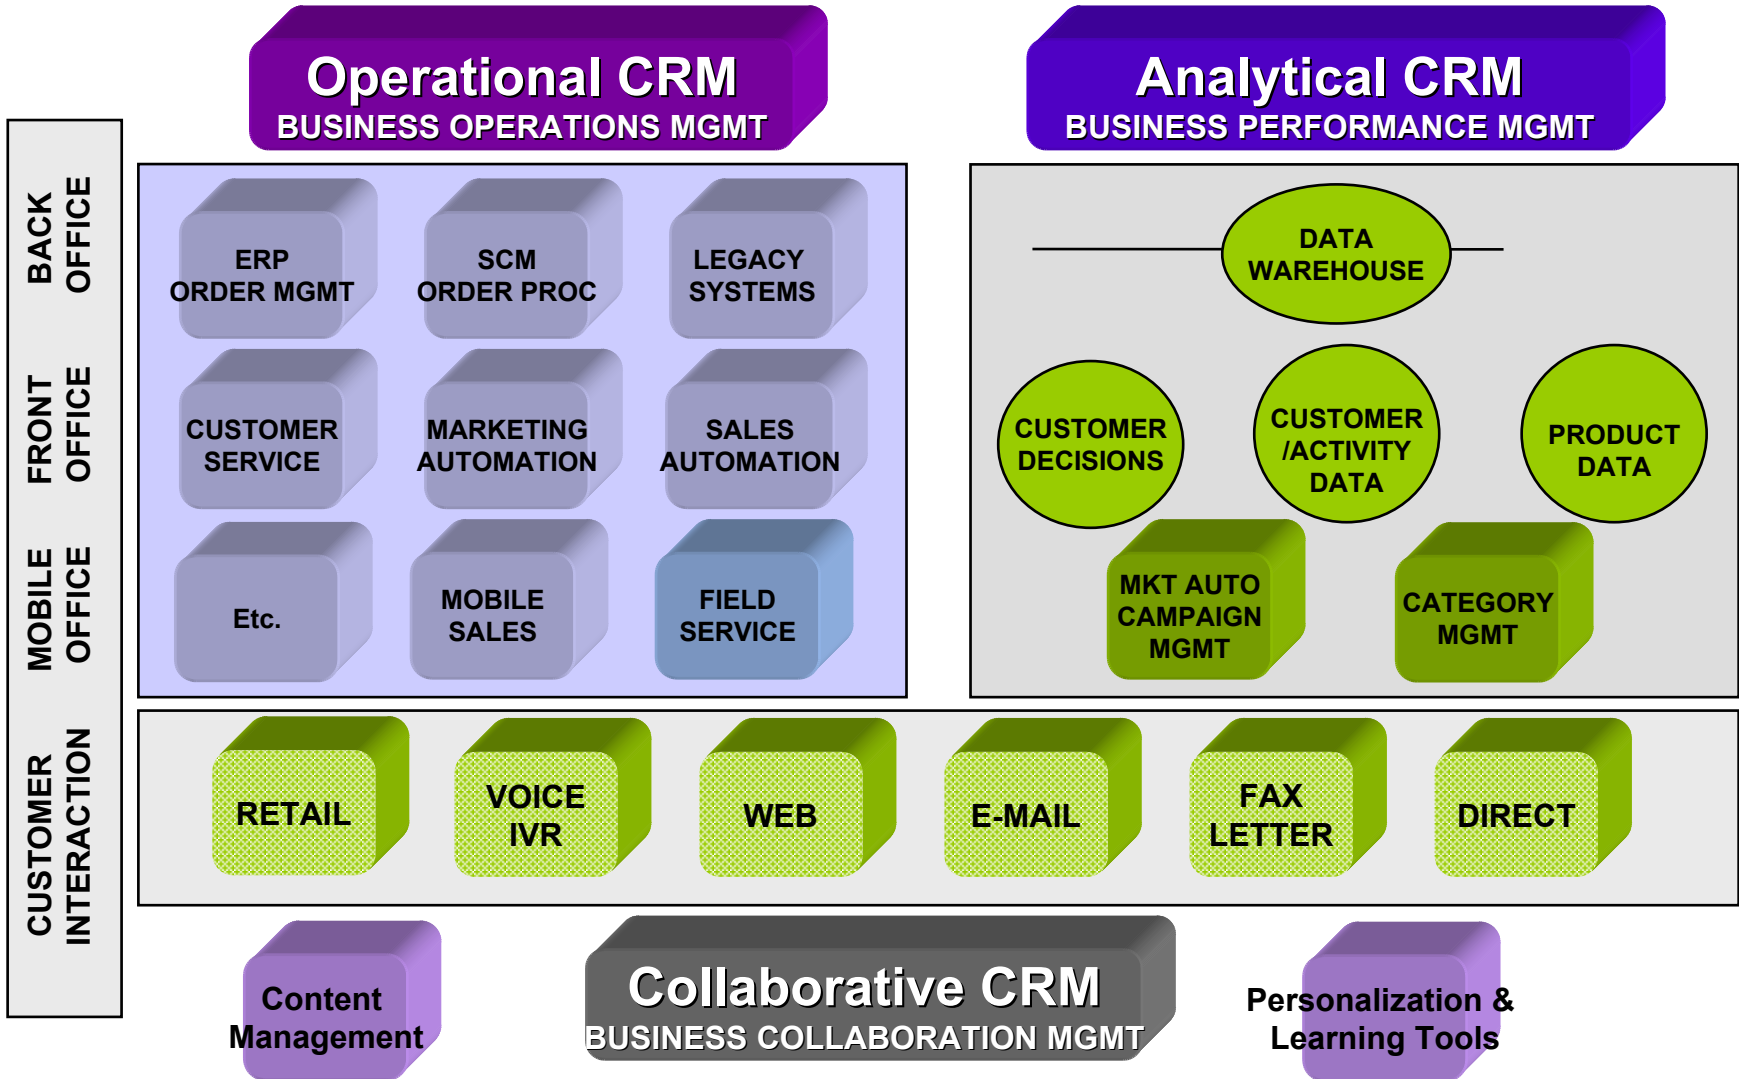 Operational CRM
BUSINESS OPERATIONS MGMT
Analytical CRM
BUSINESS PERFORMANCE MGMT
BACK
OFFICE
ERP
ORDER MGMT
SCM
ORDER PROC
LEGACY
SYSTEMS
DATA
WAREHOUSE
FRONT
OFFICE
CUSTOMER
SERVICE
MARKETING
AUTOMATION
SALES
AUTOMATION
CUSTOMER
DECISIONS
CUSTOMER
/ACTIVITY
DATA
PRODUCT
DATA
MOBILE
OFFICE
Etc.
MOBILE
SALES
FIELD
SERVICE
MKT AUTO
CAMPAIGN
MGMT
CATEGORY
MGMT
CUSTOMER
INTERACTION
RETAIL
VOICE
IVR
WEB
E-MAIL
FAX
LETTER
DIRECT
Content
Management
Collaborative CRM
BUSINESS COLLABORATION MGMT
Personalization &
Learning Tools